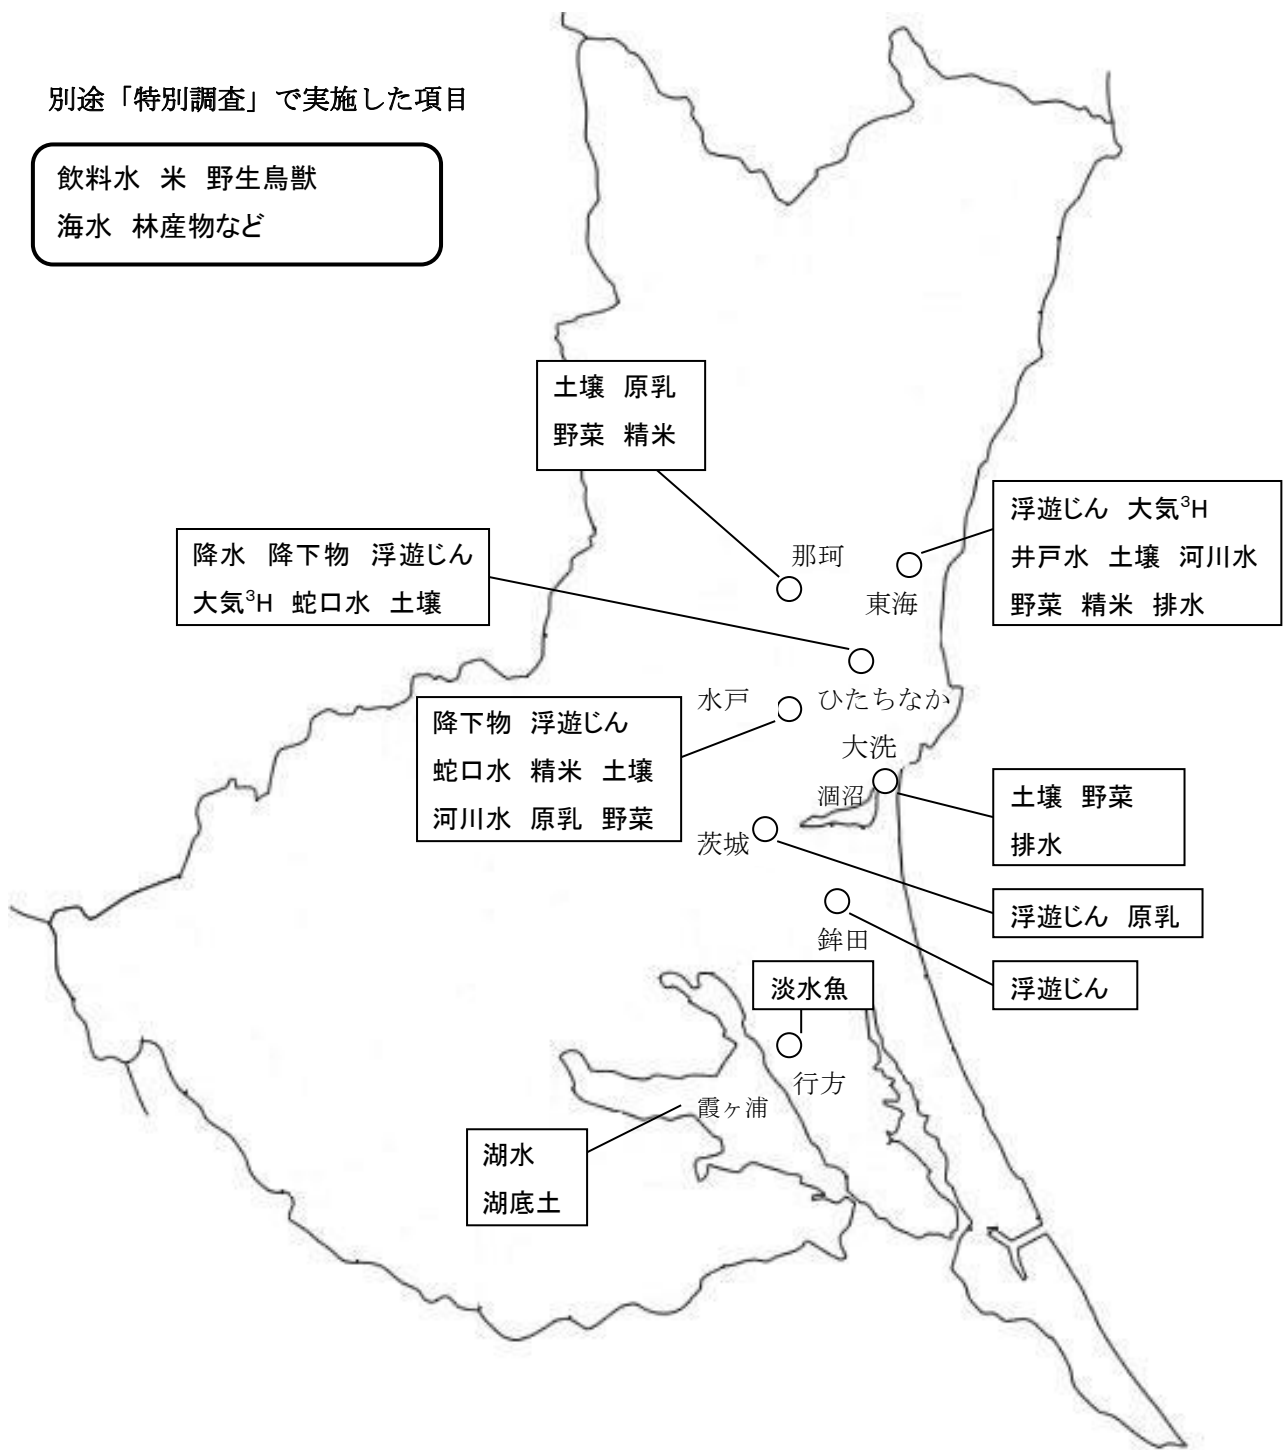 別途「特別調査」で実施した項目
飲料水 米 野生鳥獣
海水 林産物など
土壌 原乳
野菜 精米
那珂
浮遊じん 大気³H
井戸水 土壌 河川水
野菜 精米 排水
東海
降水 降下物 浮遊じん
大気³H 蛇口水 土壌
ひたちなか
水戸
降下物 浮遊じん
蛇口水 精米 土壌
河川水 原乳 野菜
大洗
涸沼
土壌 野菜
排水
茨城
浮遊じん 原乳
鉾田
浮遊じん
淡水魚
行方
霞ヶ浦
湖水
湖底土